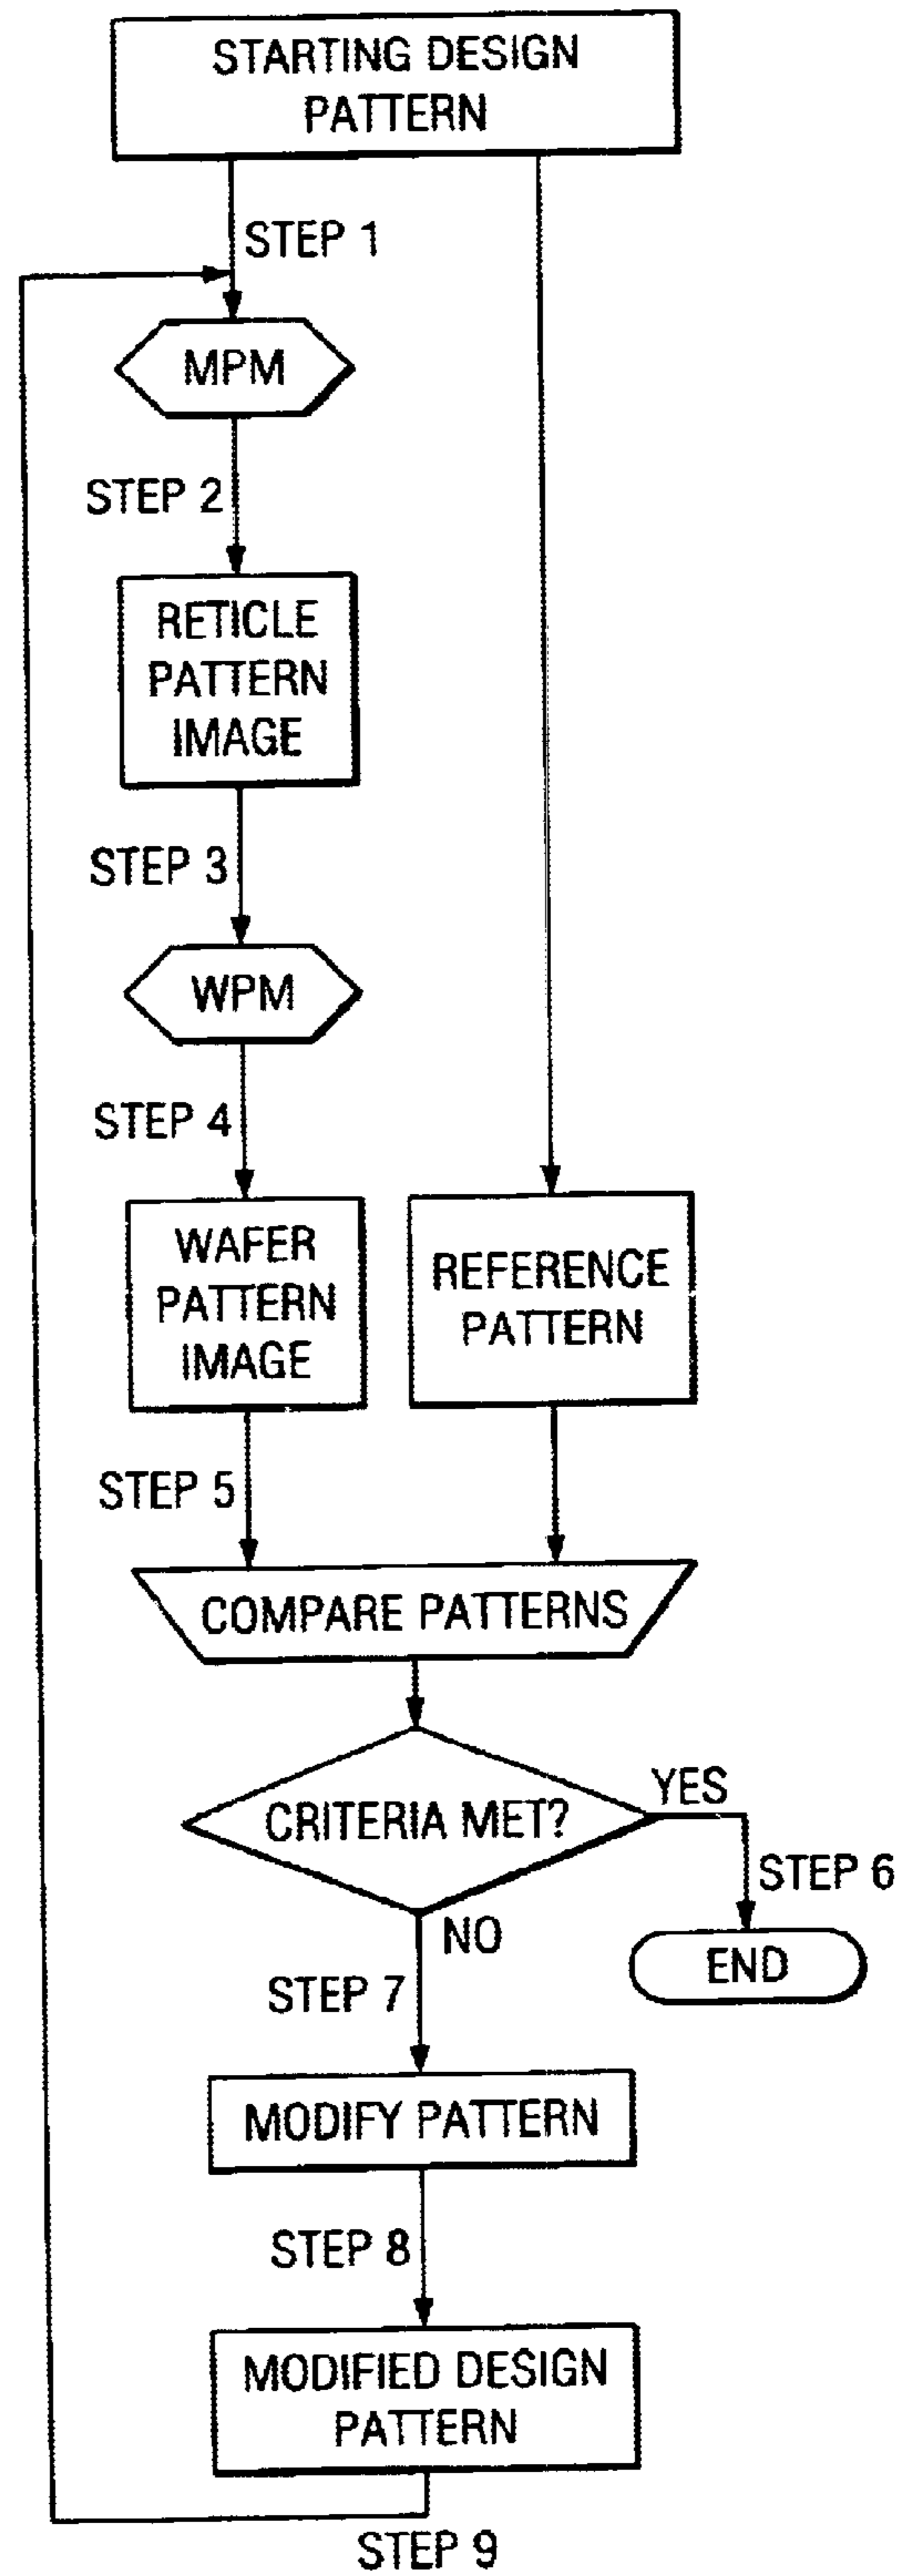 STARTING DESIGN
PATTERN
STEP 1
MPM
STEP 2
RETICLE
PATTERN
IMAGE
STEP 3
WPM
STEP 4
WAFER
PATTERN
IMAGE
REFERENCE
PATTERN
STEP 5
COMPARE PATTERNS
CRITERIA MET?
YES
STEP 6
END
NO
STEP 7
MODIFY PATTERN
STEP 8
MODIFIED DESIGN
PATTERN
STEP 9